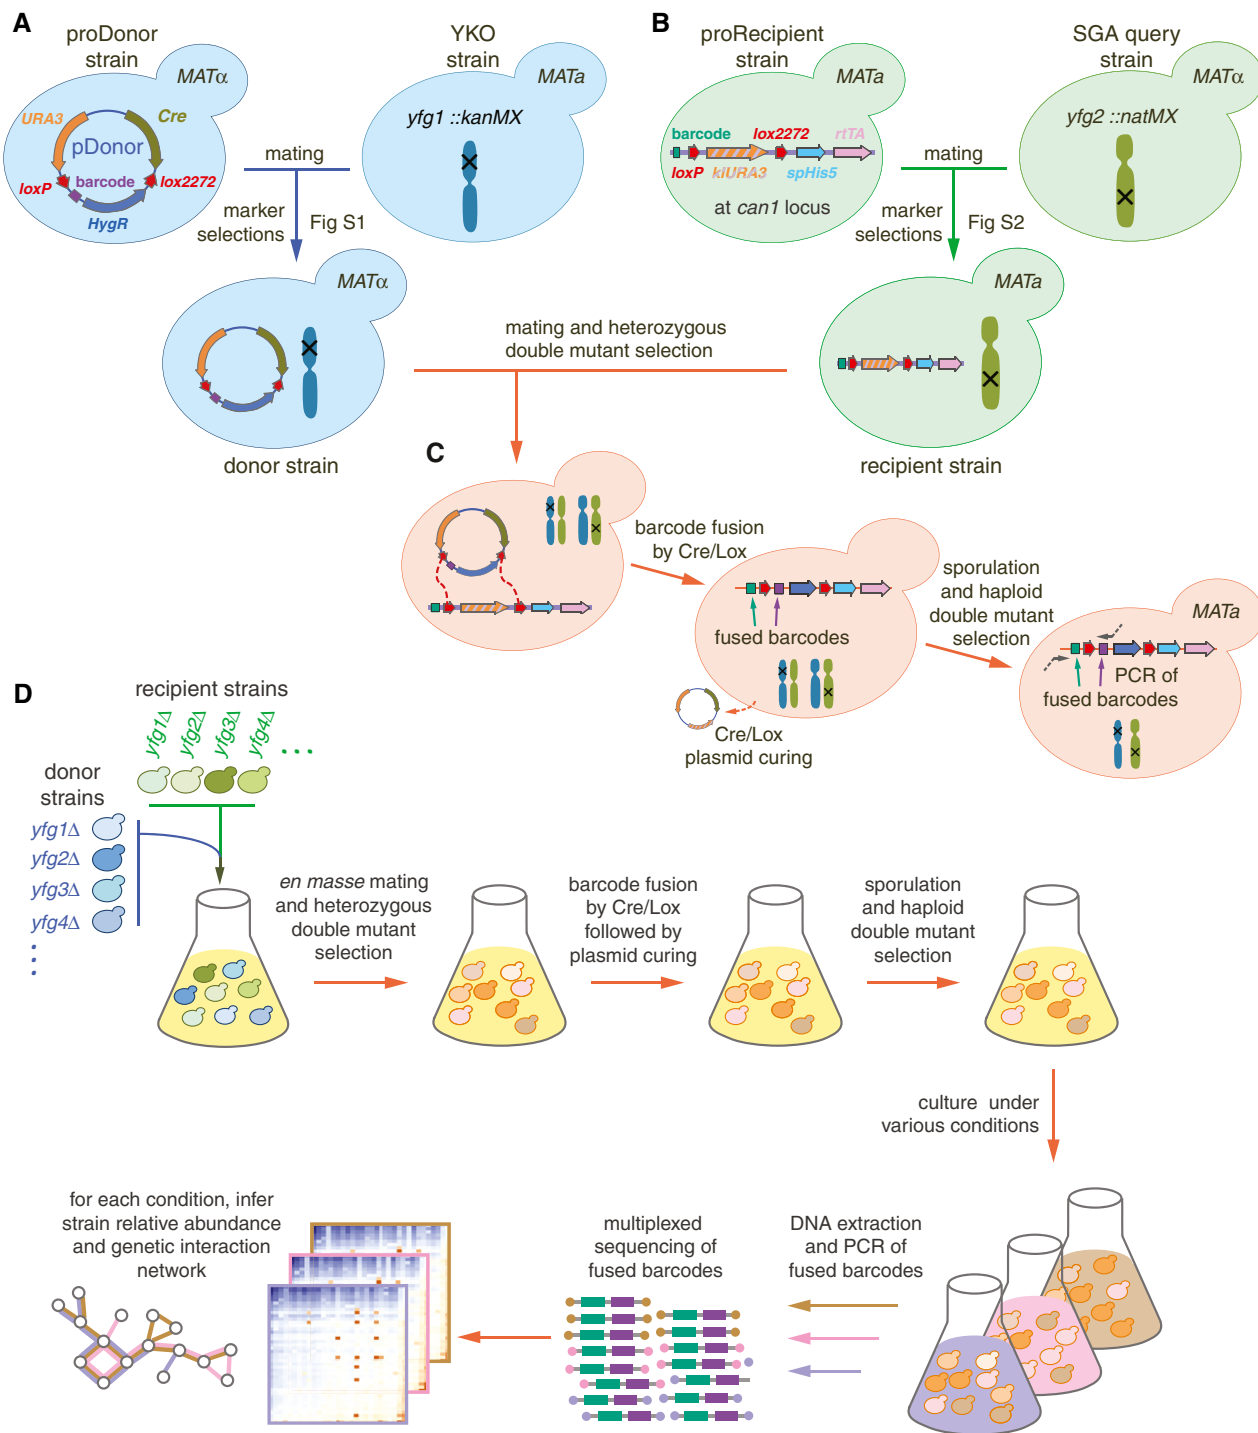 A
proDonor
strain
MATα
URA3
Cre
pDonor
loxP
barcode
lox2272
HygR
mating
marker
selections
Fig S1
YKO
strain
MATa
yfg1 ::kanMX
MATα
donor strain
B
proRecipient
strain
MATa
barcode
lox2272
rtTA
loxP
klURA3
spHis5
at can1 locus
mating
marker
selections
Fig S2
SGA query
strain
MATα
yfg2 ::natMX
MATa
recipient strain
mating and heterozygous
double mutant selection
C
barcode fusion
by Cre/Lox
fused barcodes
Cre/Lox
plasmid curing
sporulation
and haploid
double mutant
selection
MATa
PCR of
fused barcodes
D
recipient strains
yfg1Δ
yfg2Δ
yfg3Δ
yfg4Δ
...
donor
strains
yfg1Δ
yfg2Δ
yfg3Δ
yfg4Δ
...
en masse mating
and heterozygous
double mutant
selection
barcode fusion
by Cre/Lox
followed by
plasmid curing
sporulation
and haploid
double mutant
selection
culture under
various conditions
DNA extraction
and PCR of
fused barcodes
multiplexed
sequencing of
fused barcodes
for each condition, infer
strain relative abundance
and genetic interaction
network